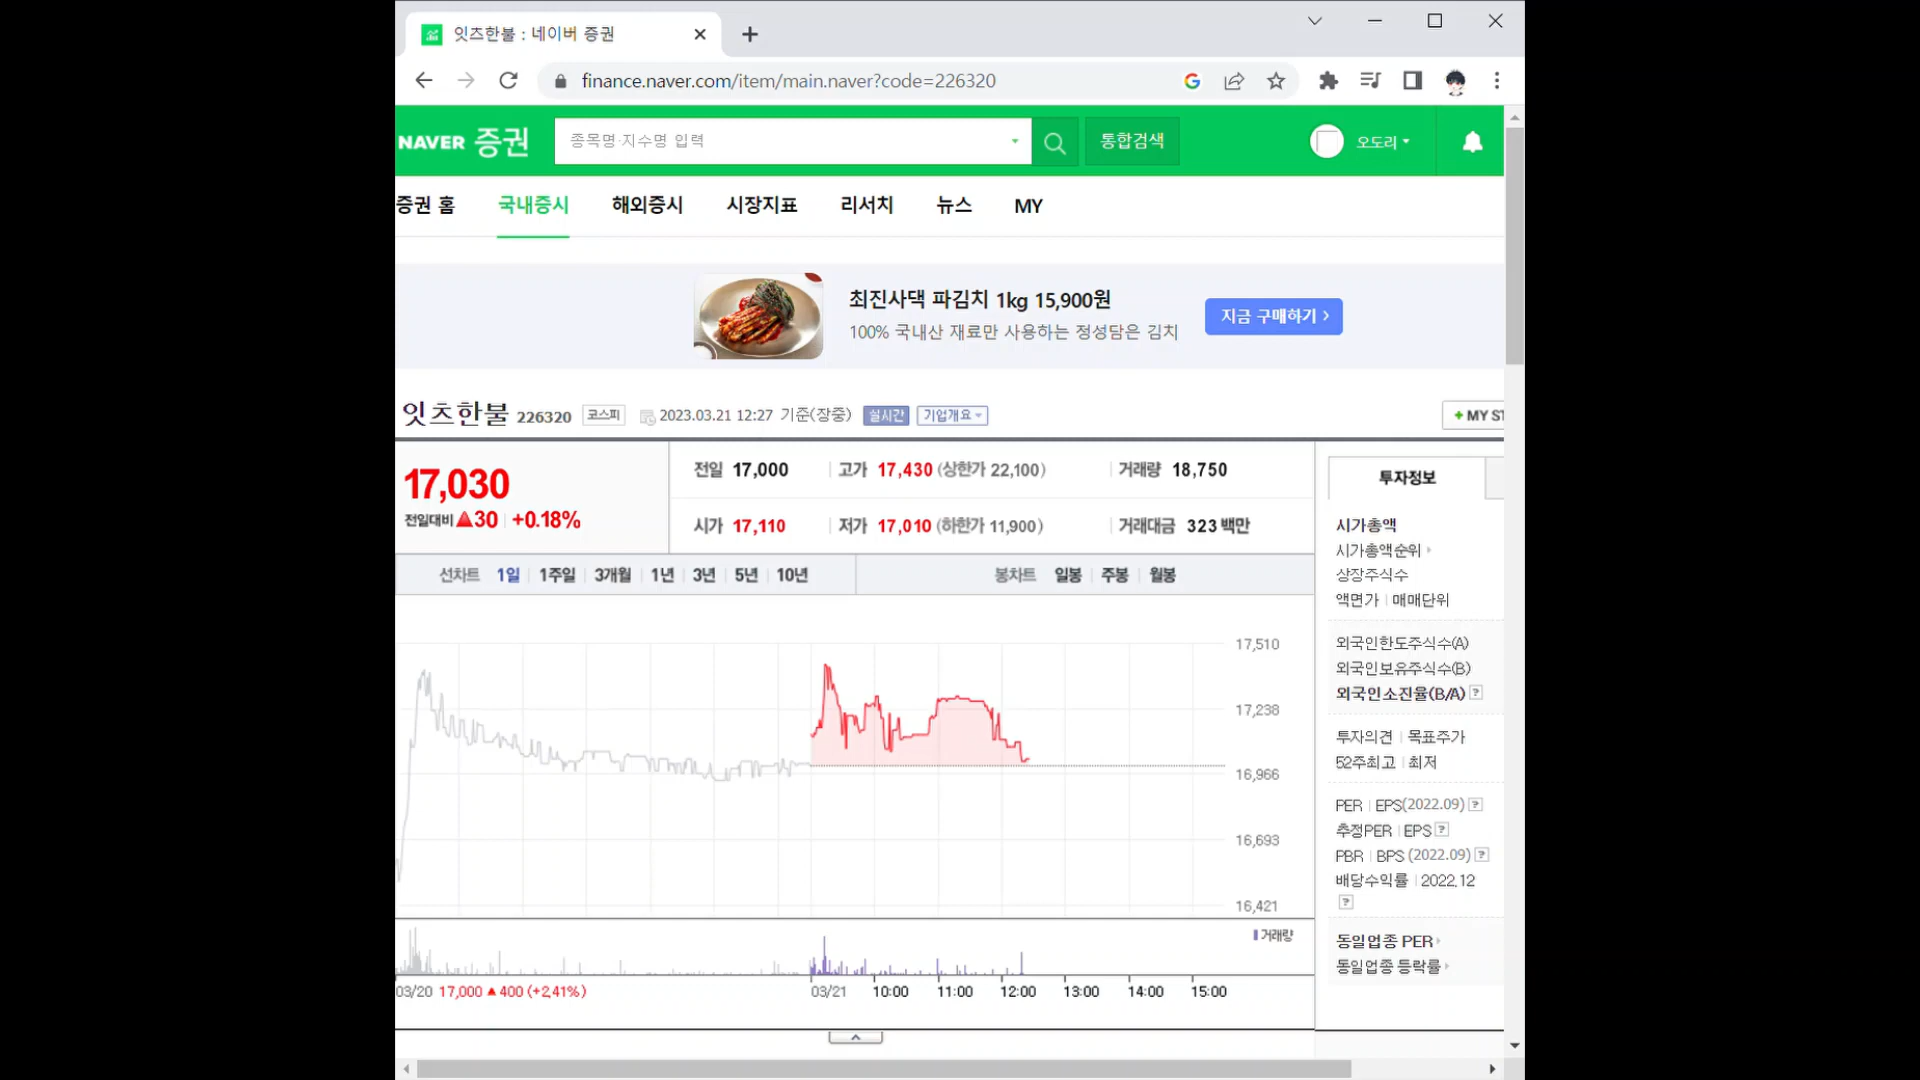 잇츠한불 : 네이버 증권
finance.naver.com/item/main.naver?code=226320
NAVER 증권
종목명·지수명 입력
통합검색
오도리
증권 홈 국내증시 해외증시 시장지표 리서치 뉴스 MY
최진사댁 파김치 1kg 15,900원
100% 국내산 재료만 사용하는 정성담은 김치
지금 구매하기
잇츠한불 226320 코스피 2023.03.21 12:27 기준(장중) 실시간 기업개요
+ MY ST
17,030
전일대비 ▲30 +0.18%
전일 17,000 고가 17,430 (상한가 22,100) 거래량 18,750
시가 17,110 저가 17,010 (하한가 11,900) 거래대금 323 백만
선차트 1일 1주일 3개월 1년 3년 5년 10년 봉차트 일봉 주봉 월봉
17,510
17,238
16,966
16,693
16,421
거래량
03/20 17,000 ▲ 400 (+2.41%)
03/21 10:00 11:00 12:00 13:00 14:00 15:00
투자정보
시가총액
시가총액순위
상장주식수
액면가 | 매매단위
외국인한도주식수(A)
외국인보유주식수(B)
외국인소진율(B/A) ?
투자의견 | 목표주가
52주최고 | 최저
PER | EPS(2022.09) ?
추정PER | EPS ?
PBR | BPS (2022.09) ?
배당수익률 | 2022.12
?
동일업종 PER
동일업종 등락률